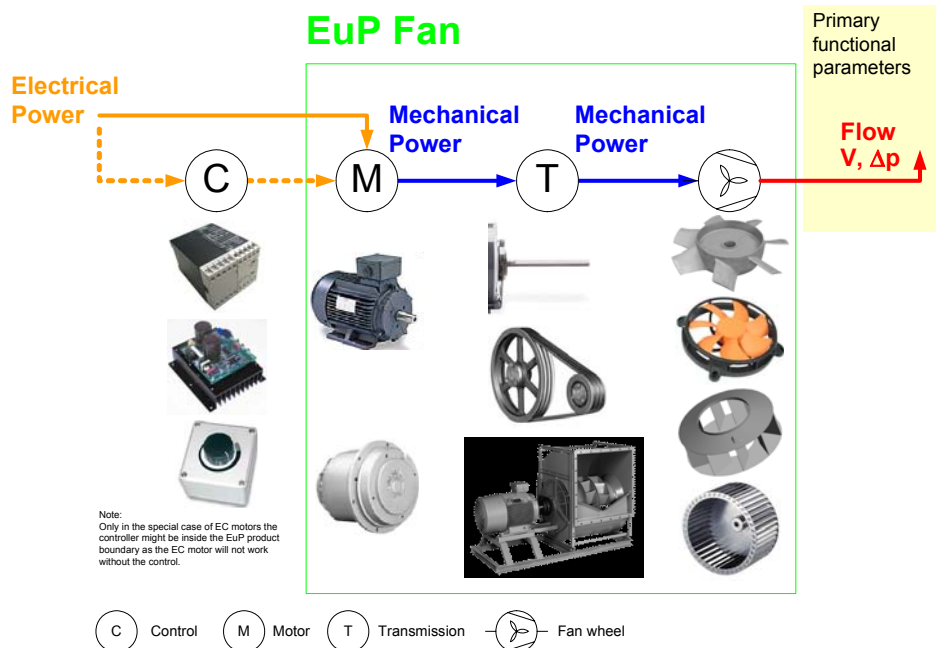 EuP Fan
Primary
functional
parameters
Electrical
Power
Mechanical
Power
Mechanical
Power
Flow
V, Δp
C
M
T
Note:
Only in the special case of EC motors the
controller might be inside the EuP product
boundary as the EC motor will not work
without the control.
C Control M Motor T Transmission Fan wheel